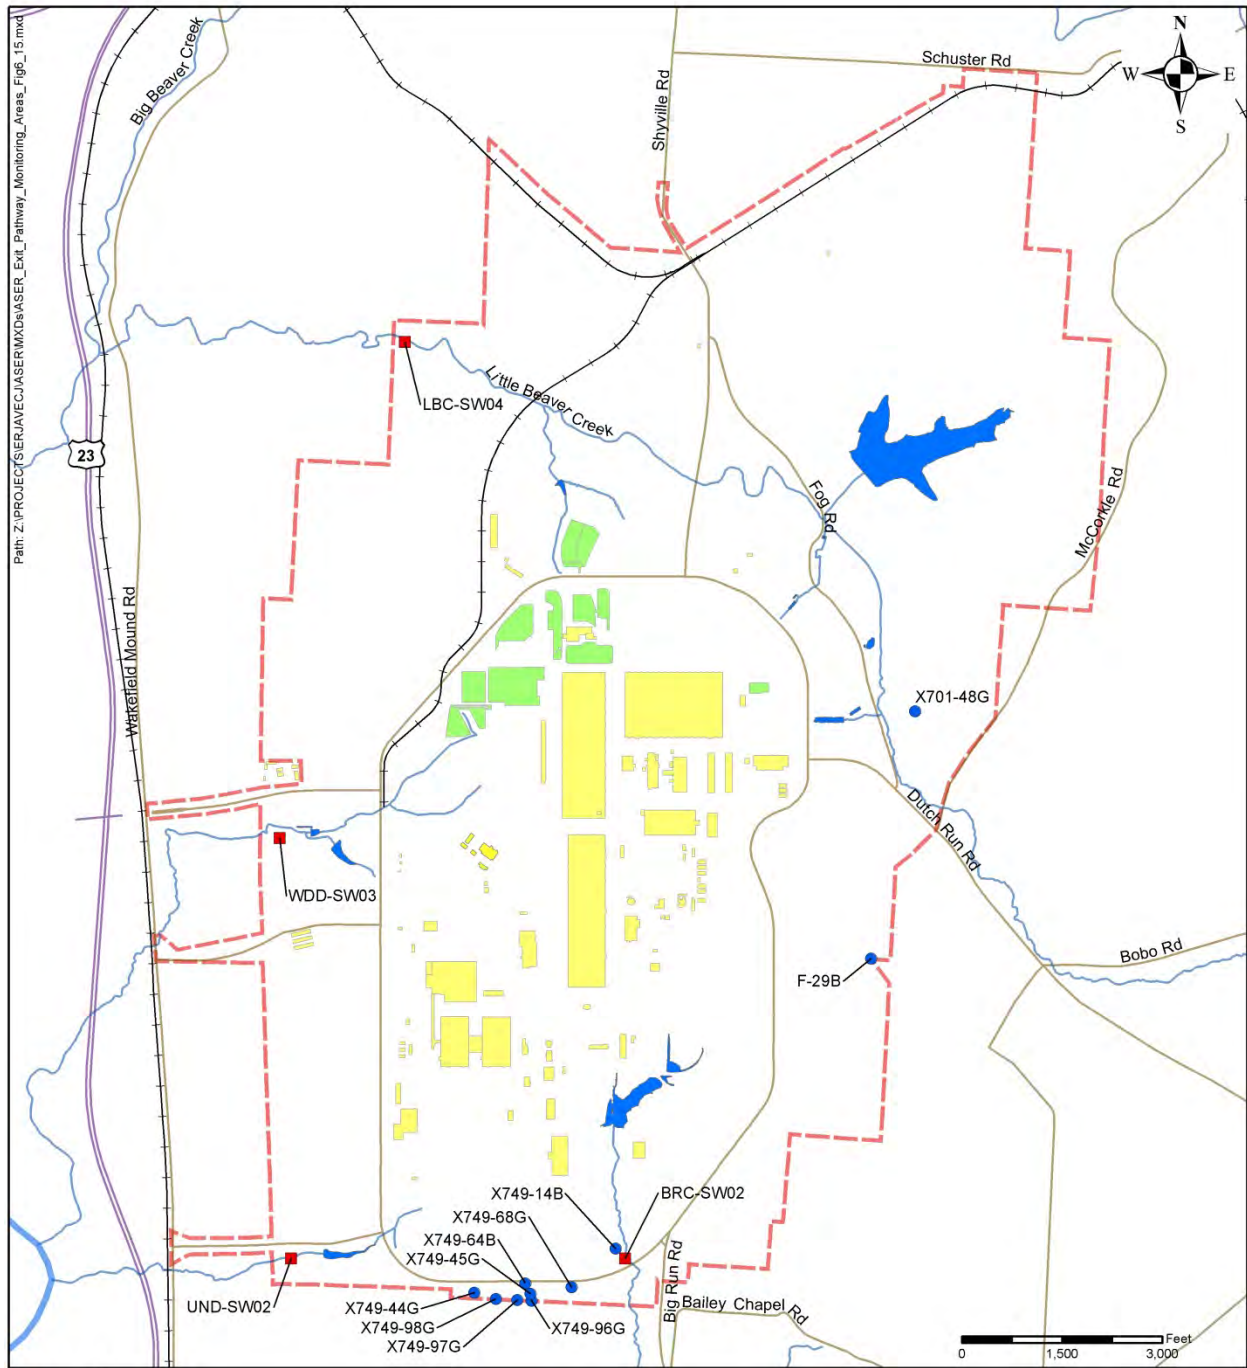 Path: Z:\PROJECTS\ERJAVECJ\ASER\MXDs\ASER_Exit_Pathway_Monitoring_Areas_Fig6_15.mxd
Big Beaver Creek
Shyville Rd
Schuster Rd
N
W
E
S
LBC-SW04
Little Beaver Creek
23
Fog Rd
McCorkle Rd
Wakefield Mound Rd
X701-48G
Dutch Run Rd
WDD-SW03
F-29B
Bobo Rd
X749-14B
BRC-SW02
X749-68G
X749-64B
X749-45G
UND-SW02
X749-44G
X749-98G
X749-97G
X749-96G
Big Run Rd
Bailey Chapel Rd
Feet
0 1,500 3,000